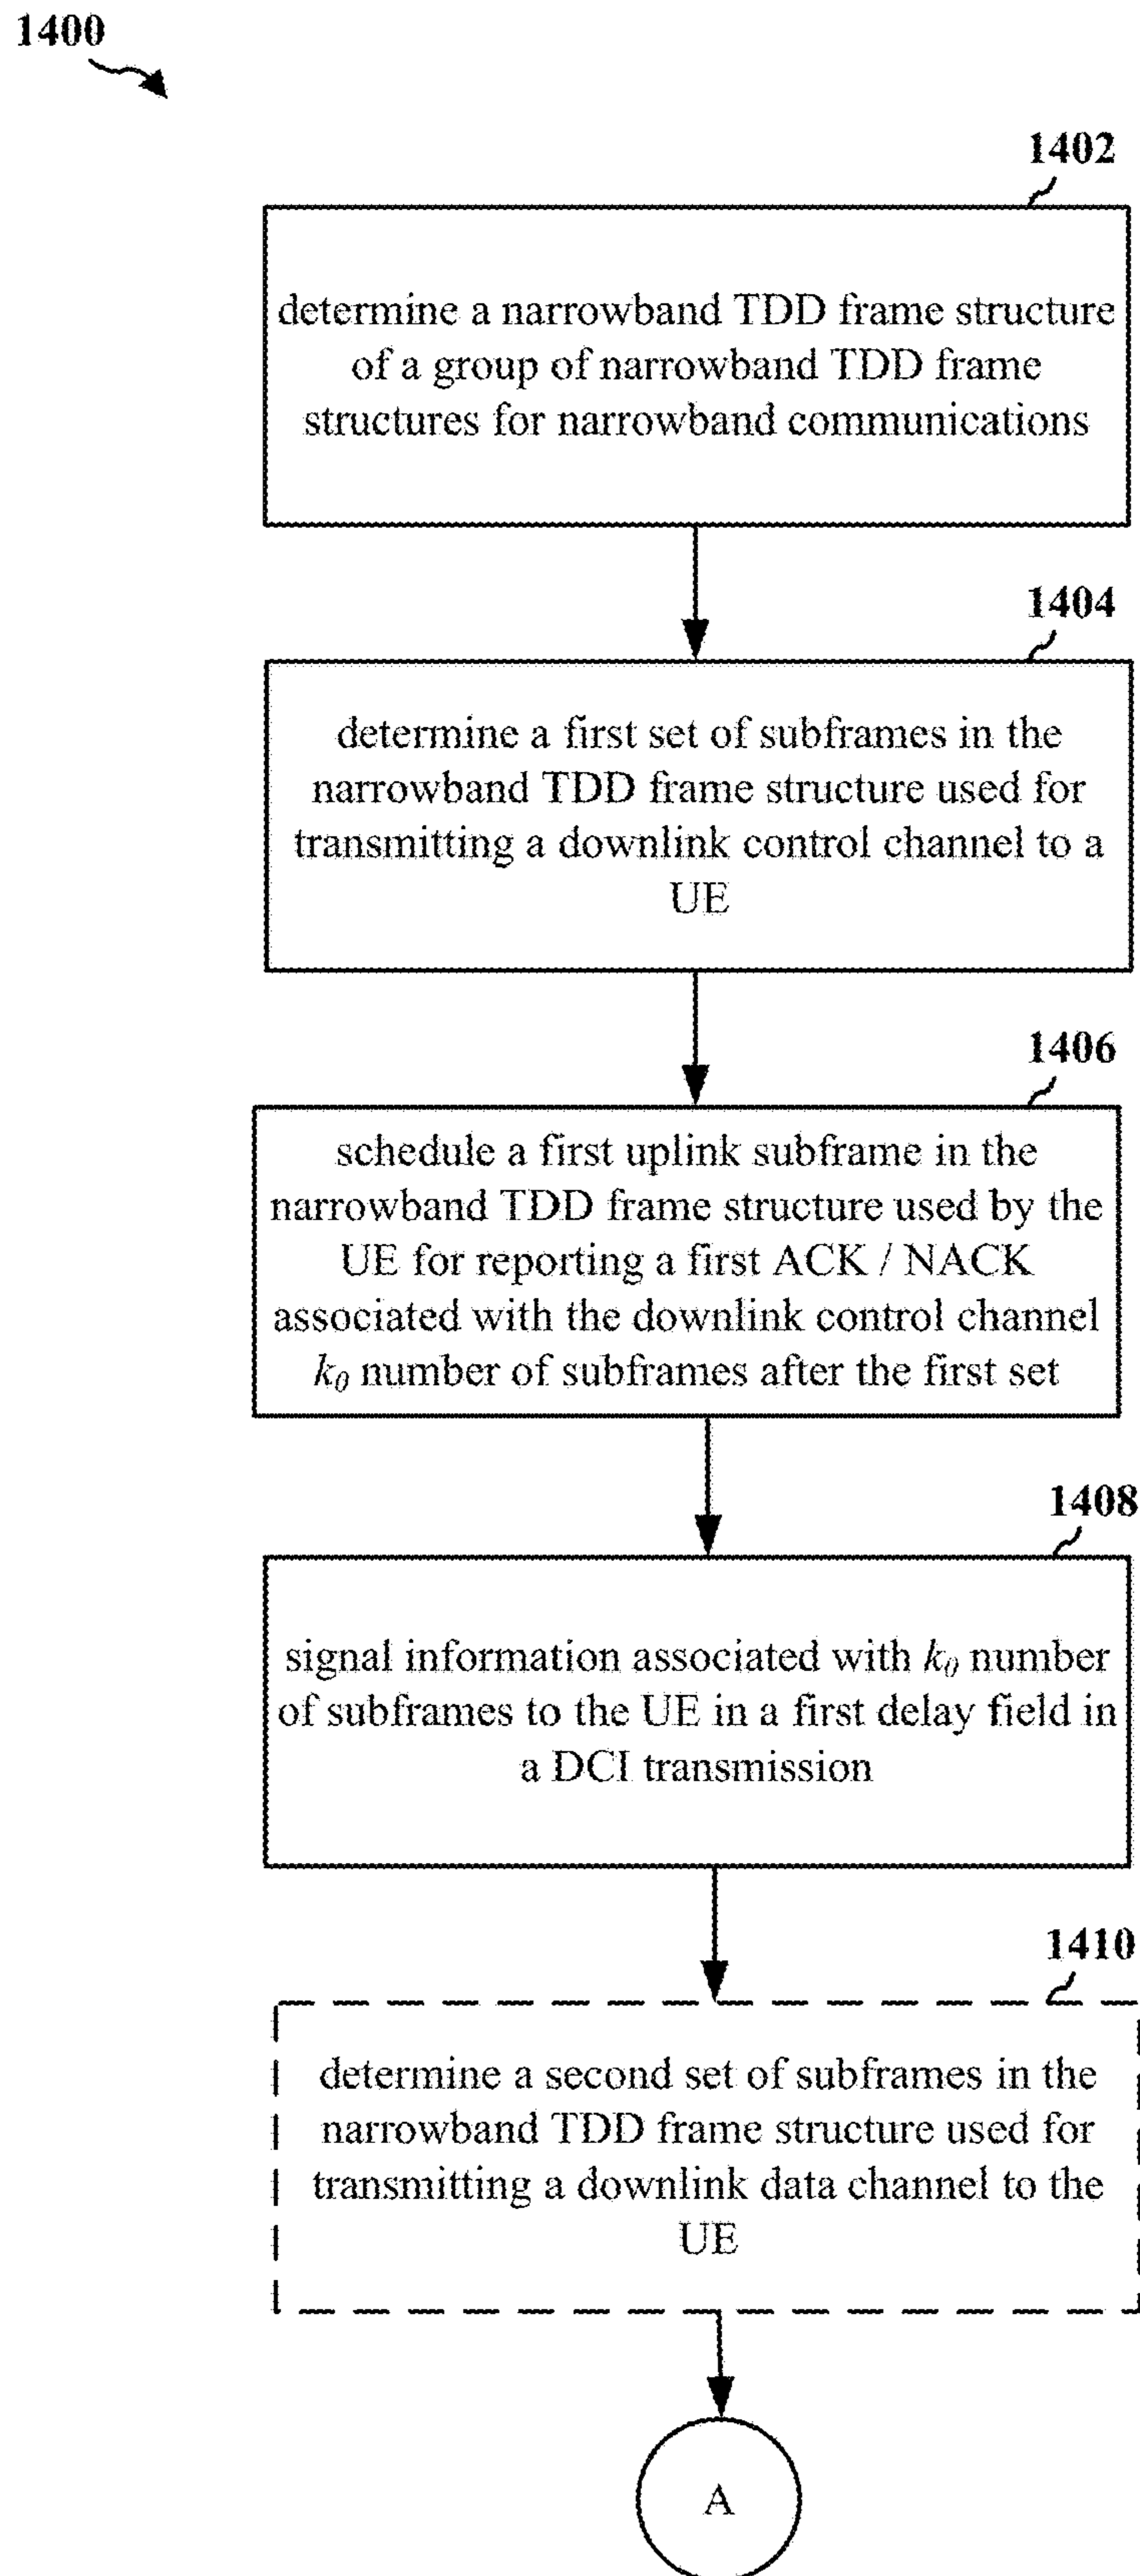 1400
1402
determine a narrowband TDD frame structure
of a group of narrowband TDD frame
structures for narrowband communications
1404
determine a first set of subframes in the
narrowband TDD frame structure used for
transmitting a downlink control channel to a
UE
1406
schedule a first uplink subframe in the
narrowband TDD frame structure used by the
UE for reporting a first ACK / NACK
associated with the downlink control channel
k₀ number of subframes after the first set
1408
signal information associated with k₀ number
of subframes to the UE in a first delay field in
a DCI transmission
1410
determine a second set of subframes in the
narrowband TDD frame structure used for
transmitting a downlink data channel to the
UE
A